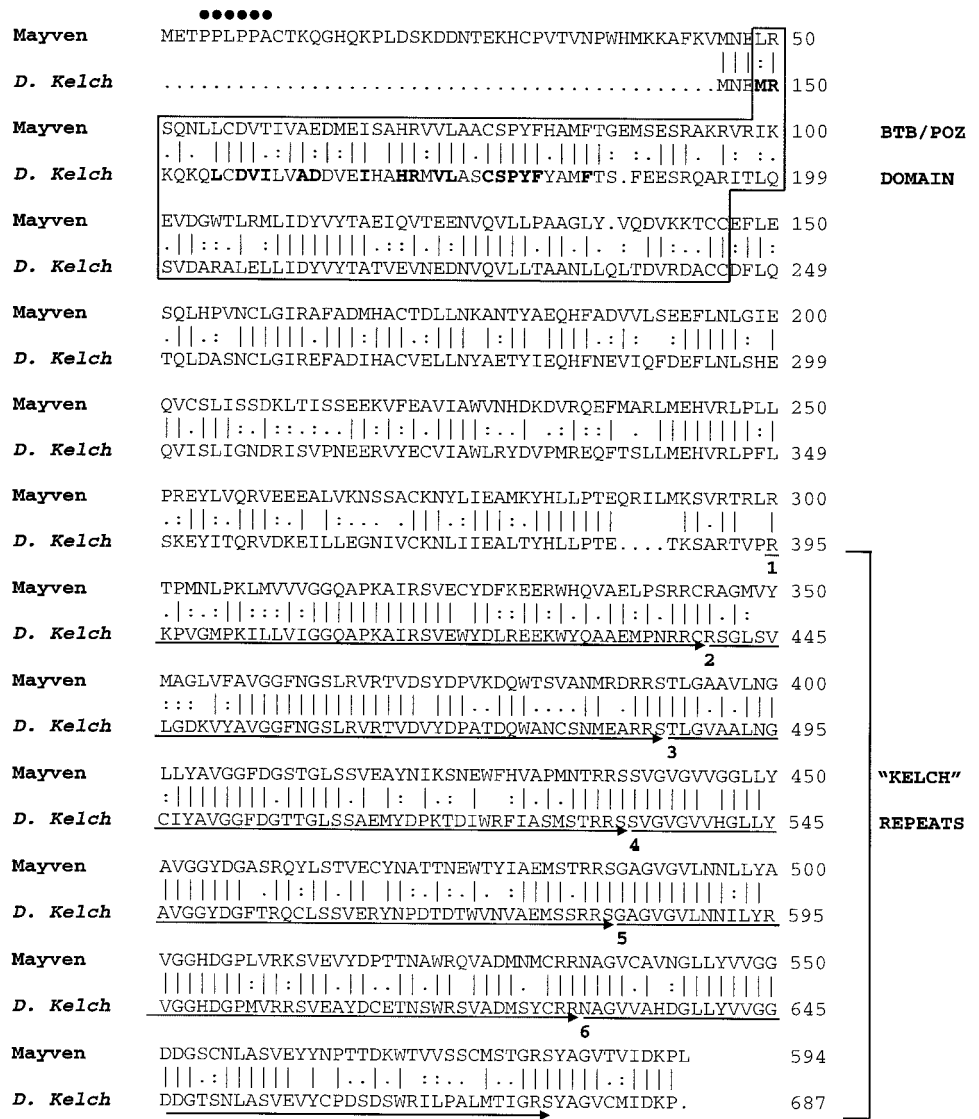 ●●●●●●
Mayven METPPLPPACTKQGHQKPLDSKDDNTEKHCPVTVNPWHMKKAFKVMNELR 50
D. Kelch .............................................MNEMR 150
Mayven SQNLLCDVTIVAEDMEISAHRVVLAACSPYFHAMFTGEMSESRAKRVRIK 100 BTB/POZ
D. Kelch KQKQLCDVILVADDVEIHAHRMVLASCSPYFYAMFTS.FEESRQARITLQ 199 DOMAIN
Mayven EVDGWTLRMLIDYVYTAEIQVTEENVQVLLPAAGLY.VQDVKKTCCEFLE 150
D. Kelch SVDARALELLIDYVYTATVEVNEDNVQVLLTAANLLQLTDVRDACCDFLQ 249
Mayven SQLHPVNCLGIRAFADMHACTDLLNKANTYAEQHFADVVLSEEFLNLGIE 200
D. Kelch TQLDASNCLGIREFADIHACVELLNYAETYIEQHFNEVIQFDEFLNLSHE 299
Mayven QVCSLISSDKLTISSEEKVFEAVIAWVNHDKDVRQEFMARLMEHVRLPLL 250
D. Kelch QVISLIGNDRISVPNEERVYECVIAWLRYDVPMREQFTSLLMEHVRLPFL 349
Mayven PREYLVQRVEEEALVKNSSACKNYLIEAMKYHLLPTEQRILMKSVRTRLR 300
D. Kelch SKEYITQRVDKEILLEGNIVCKNLIIEALTYHLLPTE....TKSARTVPR 395
1
Mayven TPMNLPKLMVVVGGQAPKAIRSVECYDFKEERWHQVAELPSRRCRAGMVY 350
D. Kelch KPVGMPKILLVIGGQAPKAIRSVEWYDLREEKWYQAAEMPNRRCRSGLSV 445
2
Mayven MAGLVFAVGGFNGSLRVRTVDSYDPVKDQWTSVANMRDRRSTLGAAVLNG 400
D. Kelch LGDKVYAVGGFNGSLRVRTVDVYDPATDQWANCSNMEARRSTLGVAALNG 495
3
Mayven LLYAVGGFDGSTGLSSVEAYNIKSNEWFHVAPMNTRRSSVGVGVVGGLLY 450 "KELCH"
D. Kelch CIYAVGGFDGTTGLSSAEMYDPKTDIWRFIASMSTRRSSVGVGVVHGLLY 545 REPEATS
4
Mayven AVGGYDGASRQYLSTVECYNATTNEWTYIAEMSTRRSGAGVGVLNNLLYA 500
D. Kelch AVGGYDGFTRQCLSSVERYNPDTDTWVNVAEMSSRRSGAGVGVLNNILYR 595
5
Mayven VGGHDGPLVRKSVEVYDPTTNAWRQVADMNMCRRNAGVCAVNGLLYVVGG 550
D. Kelch VGGHDGPMVRRSVEAYDCETNSWRSVADMSYCRRNAGVVAHDGLLYVVGG 645
6
Mayven DDGSCNLASVEYYNPTTDKWTVVSSCMSTGRSYAGVTVIDKPL 594
D. Kelch DDGTSNLASVEVYCPDSDSWRILPALMTIGRSYAGVCMIDKP. 687